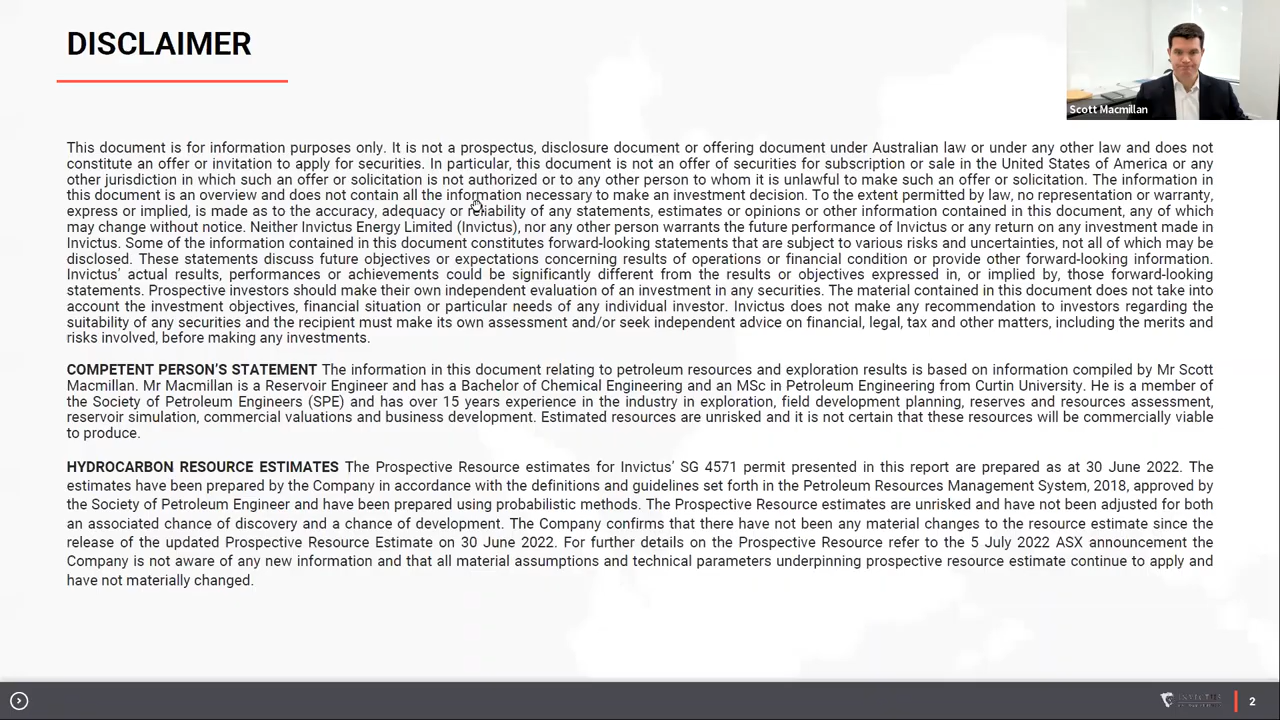 DISCLAIMER
Scott Macmillan
This document is for information purposes only. It is not a prospectus, disclosure document or offering document under Australian law or under any other law and does not
constitute an offer or invitation to apply for securities. In particular, this document is not an offer of securities for subscription or sale in the United States of America or any
other jurisdiction in which such an offer or solicitation is not authorized or to any other person to whom it is unlawful to make such an offer or solicitation. The information in
this document is an overview and does not contain all the information necessary to make an investment decision. To the extent permitted by law, no representation or warranty,
express or implied, is made as to the accuracy, adequacy or reliability of any statements, estimates or opinions or other information contained in this document, any of which
may change without notice. Neither Invictus Energy Limited (Invictus), nor any other person warrants the future performance of Invictus or any return on any investment made in
Invictus. Some of the information contained in this document constitutes forward-looking statements that are subject to various risks and uncertainties, not all of which may be
disclosed. These statements discuss future objectives or expectations concerning results of operations or financial condition or provide other forward-looking information.
Invictus’ actual results, performances or achievements could be significantly different from the results or objectives expressed in, or implied by, those forward-looking
statements. Prospective investors should make their own independent evaluation of an investment in any securities. The material contained in this document does not take into
account the investment objectives, financial situation or particular needs of any individual investor. Invictus does not make any recommendation to investors regarding the
suitability of any securities and the recipient must make its own assessment and/or seek independent advice on financial, legal, tax and other matters, including the merits and
risks involved, before making any investments.
COMPETENT PERSON’S STATEMENT The information in this document relating to petroleum resources and exploration results is based on information compiled by Mr Scott
Macmillan. Mr Macmillan is a Reservoir Engineer and has a Bachelor of Chemical Engineering and an MSc in Petroleum Engineering from Curtin University. He is a member of
the Society of Petroleum Engineers (SPE) and has over 15 years experience in the industry in exploration, field development planning, reserves and resources assessment,
reservoir simulation, commercial valuations and business development. Estimated resources are unrisked and it is not certain that these resources will be commercially viable
to produce.
HYDROCARBON RESOURCE ESTIMATES The Prospective Resource estimates for Invictus’ SG 4571 permit presented in this report are prepared as at 30 June 2022. The
estimates have been prepared by the Company in accordance with the definitions and guidelines set forth in the Petroleum Resources Management System, 2018, approved by
the Society of Petroleum Engineer and have been prepared using probabilistic methods. The Prospective Resource estimates are unrisked and have not been adjusted for both
an associated chance of discovery and a chance of development. The Company confirms that there have not been any material changes to the resource estimate since the
release of the updated Prospective Resource Estimate on 30 June 2022. For further details on the Prospective Resource refer to the 5 July 2022 ASX announcement the
Company is not aware of any new information and that all material assumptions and technical parameters underpinning prospective resource estimate continue to apply and
have not materially changed.
INVICTUS
2